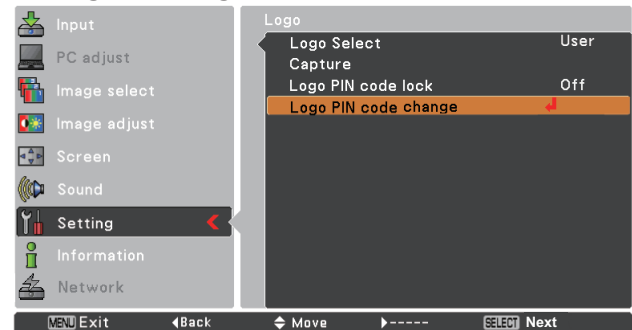 Input
PC adjust
Image select
Image adjust
Screen
Sound
Setting
Information
Network
Logo
Logo Select User
Capture
Logo PIN code lock Off
Logo PIN code change
MENU Exit Back Move ----- SELECT Next